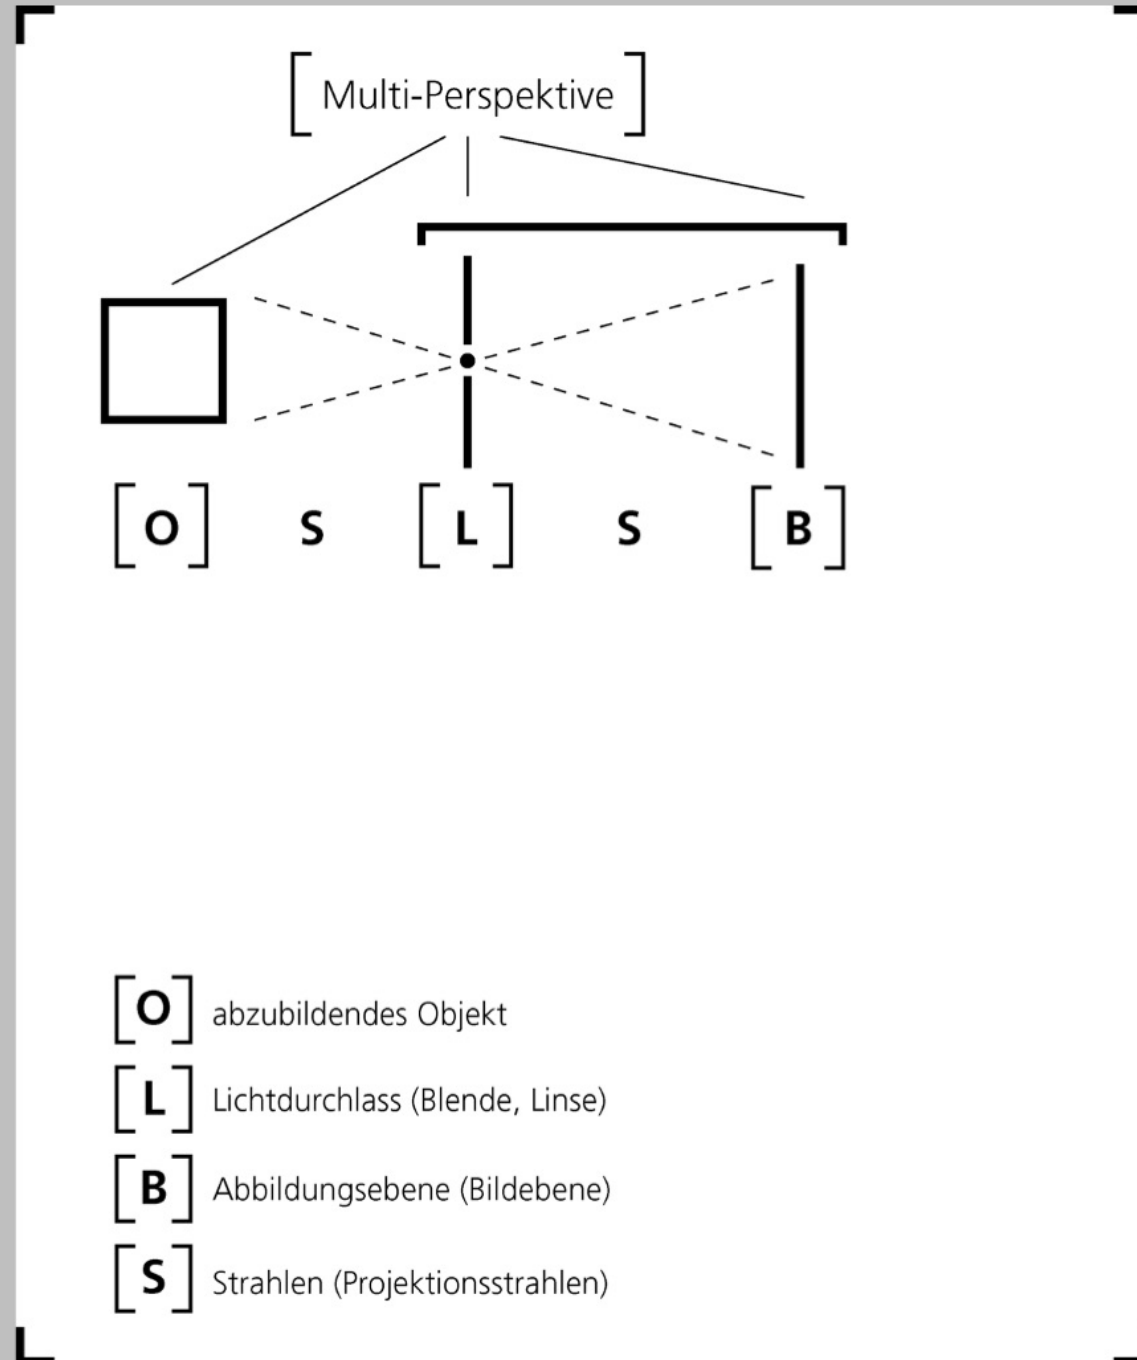 [Multi-Perspektive]
[O] S [L] S [B]
[O] abzubildendes Objekt
[L] Lichtdurchlass (Blende, Linse)
[B] Abbildungsebene (Bildebene)
[S] Strahlen (Projektionsstrahlen)